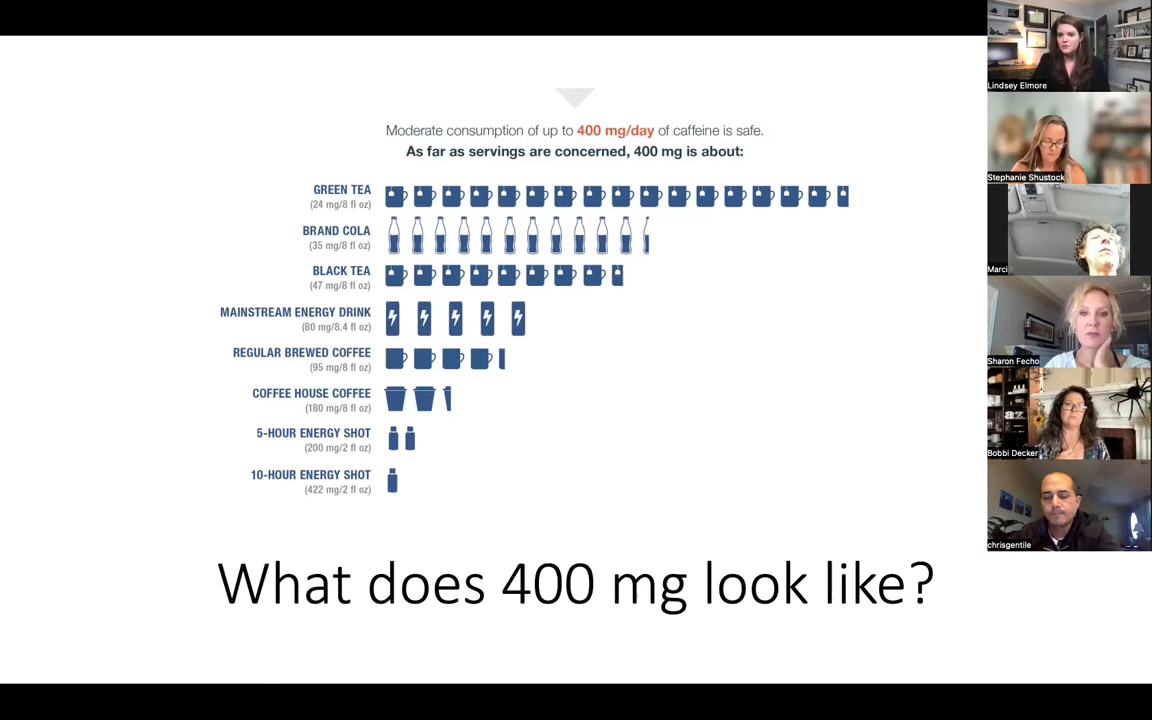 Moderate consumption of up to 400 mg/day of caffeine is safe.
As far as servings are concerned, 400 mg is about:
GREEN TEA
(24 mg/8 fl oz)
BRAND COLA
(35 mg/8 fl oz)
BLACK TEA
(47 mg/8 fl oz)
MAINSTREAM ENERGY DRINK
(80 mg/8.4 fl oz)
REGULAR BREWED COFFEE
(95 mg/8 fl oz)
COFFEE HOUSE COFFEE
(180 mg/8 fl oz)
5-HOUR ENERGY SHOT
(200 mg/2 fl oz)
10-HOUR ENERGY SHOT
(422 mg/2 fl oz)
What does 400 mg look like?
Lindsey Elmore
Stephanie Shustock
Marci
Sharon Fecho
Bobbi Decker
chrisgentile